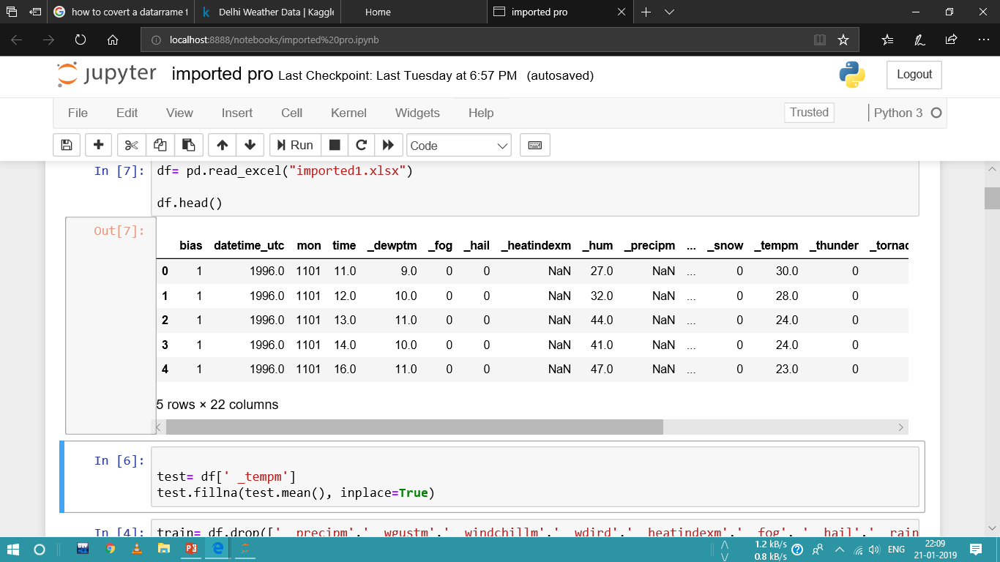 how to covert a datarrame t
Delhi Weather Data | Kaggle
Home
imported pro
localhost:8888/notebooks/imported%20pro.ipynb
jupyter imported pro Last Checkpoint: Last Tuesday at 6:57 PM (autosaved)
Logout
File Edit View Insert Cell Kernel Widgets Help
Trusted
Python 3
Run
Code
In [7]: df= pd.read_excel("imported1.xlsx")
df.head()
Out[7]:
bias datetime_utc mon time _dewptm _fog _hail _heatindexm _hum _precipm ... _snow _tempm _thunder _tornac
0 1 1996.0 1101 11.0 9.0 0 0 NaN 27.0 NaN ... 0 30.0 0
1 1 1996.0 1101 12.0 10.0 0 0 NaN 32.0 NaN ... 0 28.0 0
2 1 1996.0 1101 13.0 11.0 0 0 NaN 44.0 NaN ... 0 24.0 0
3 1 1996.0 1101 14.0 10.0 0 0 NaN 41.0 NaN ... 0 24.0 0
4 1 1996.0 1101 16.0 11.0 0 0 NaN 47.0 NaN ... 0 23.0 0
5 rows × 22 columns
In [6]:
test= df[' _tempm']
test.fillna(test.mean(), inplace=True)
In [4]: train= df.drop([' _precipm',' _wgustm',' _windchillm',' _wdird',' _heatindexm',' _fog',' _hail',' _rain
1.2 kB/s
0.8 kB/s
ENG
22:09
21-01-2019